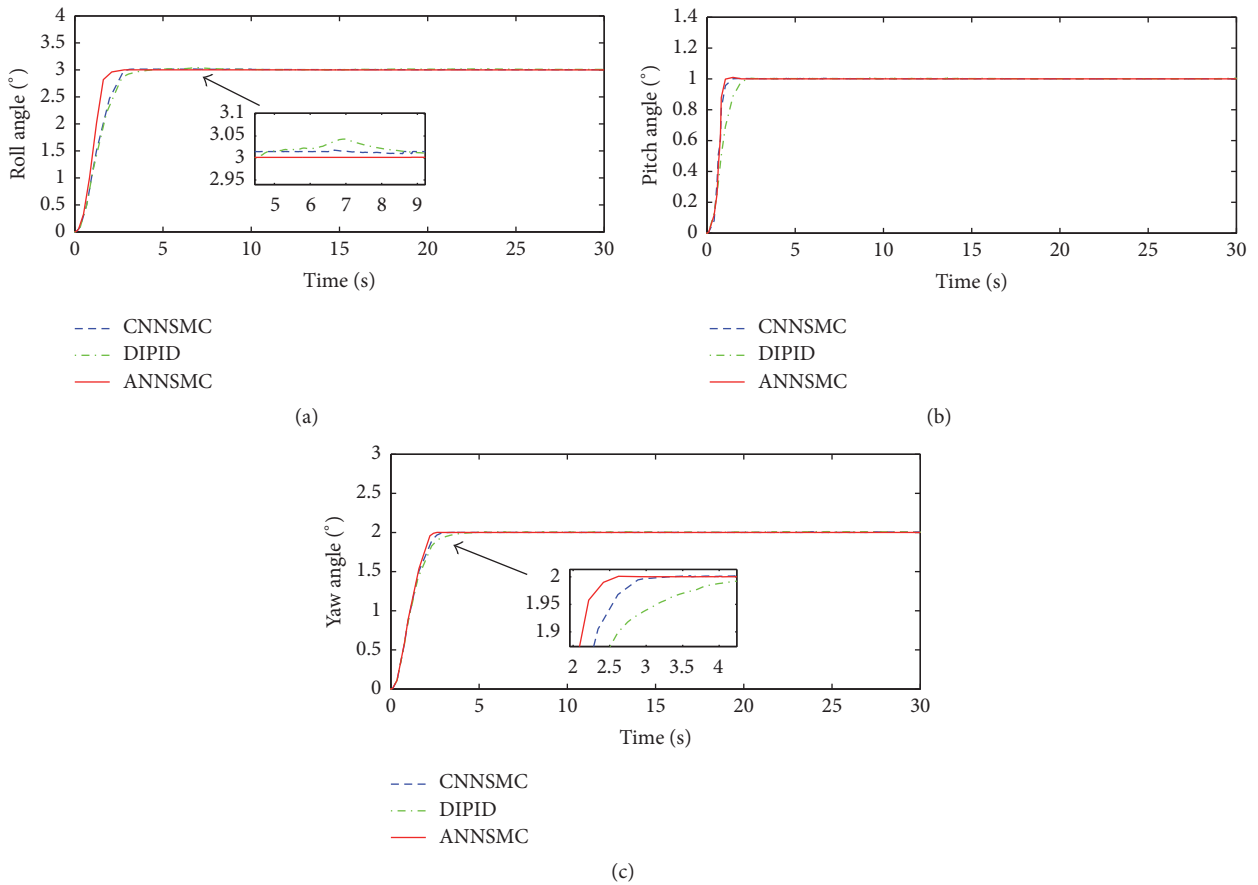 4
3.5
3
2.5
2
1.5
1
0.5
0
Roll angle (°)
3.1
3.05
3
2.95
5 6 7 8 9
0 5 10 15 20 25 30
Time (s)
CNNSMC
DIPID
ANNSMC
(a)
1.4
1.2
1
0.8
0.6
0.4
0.2
0
Pitch angle (°)
0 5 10 15 20 25 30
Time (s)
CNNSMC
DIPID
ANNSMC
(b)
3
2.5
2
1.5
1
0.5
0
Yaw angle (°)
2
1.95
1.9
2 2.5 3 3.5 4
0 5 10 15 20 25 30
Time (s)
CNNSMC
DIPID
ANNSMC
(c)